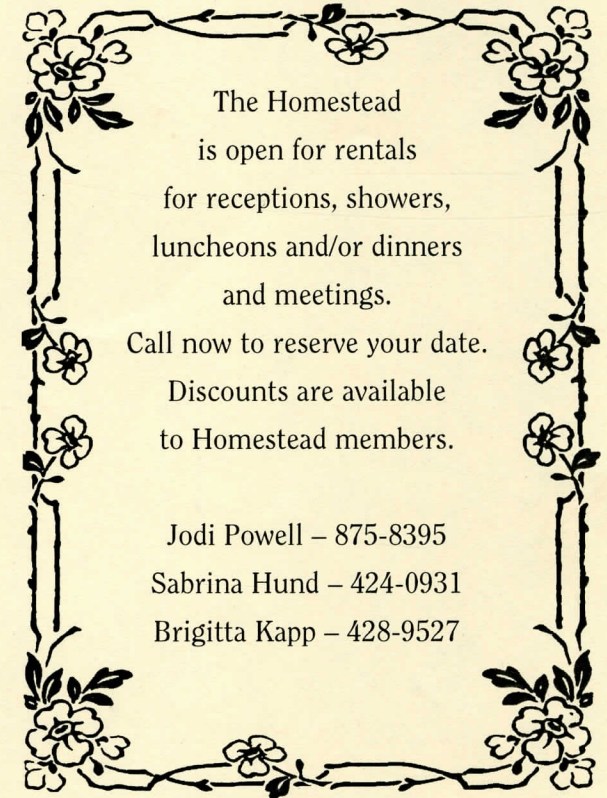 The Homestead
is open for rentals
for receptions, showers,
luncheons and/or dinners
and meetings.
Call now to reserve your date.
Discounts are available
to Homestead members.
Jodi Powell – 875-8395
Sabrina Hund – 424-0931
Brigitta Kapp – 428-9527